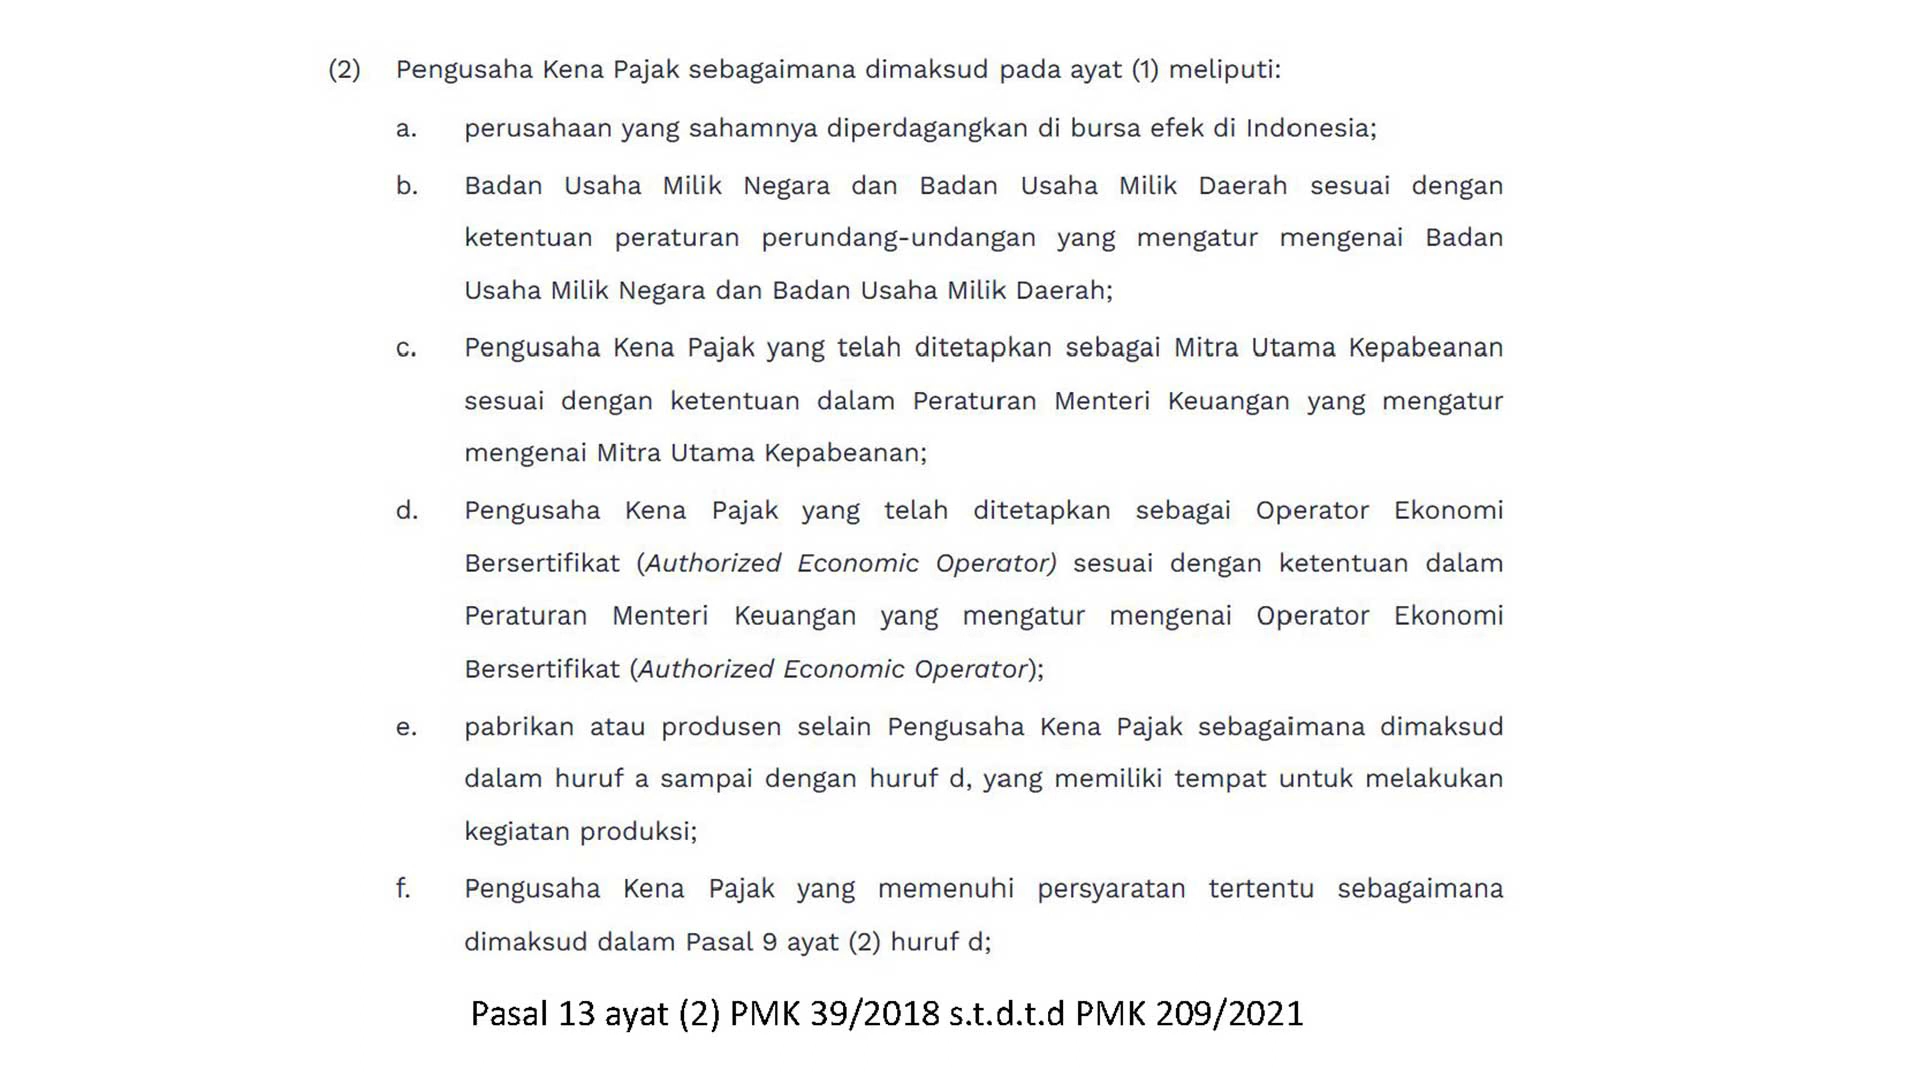 (2) Pengusaha Kena Pajak sebagaimana dimaksud pada ayat (1) meliputi:
a. perusahaan yang sahamnya diperdagangkan di bursa efek di Indonesia;
b. Badan Usaha Milik Negara dan Badan Usaha Milik Daerah sesuai dengan
ketentuan peraturan perundang-undangan yang mengatur mengenai Badan
Usaha Milik Negara dan Badan Usaha Milik Daerah;
c. Pengusaha Kena Pajak yang telah ditetapkan sebagai Mitra Utama Kepabeanan
sesuai dengan ketentuan dalam Peraturan Menteri Keuangan yang mengatur
mengenai Mitra Utama Kepabeanan;
d. Pengusaha Kena Pajak yang telah ditetapkan sebagai Operator Ekonomi
Bersertifikat (Authorized Economic Operator) sesuai dengan ketentuan dalam
Peraturan Menteri Keuangan yang mengatur mengenai Operator Ekonomi
Bersertifikat (Authorized Economic Operator);
e. pabrikan atau produsen selain Pengusaha Kena Pajak sebagaimana dimaksud
dalam huruf a sampai dengan huruf d, yang memiliki tempat untuk melakukan
kegiatan produksi;
f. Pengusaha Kena Pajak yang memenuhi persyaratan tertentu sebagaimana
dimaksud dalam Pasal 9 ayat (2) huruf d;
Pasal 13 ayat (2) PMK 39/2018 s.t.d.t.d PMK 209/2021